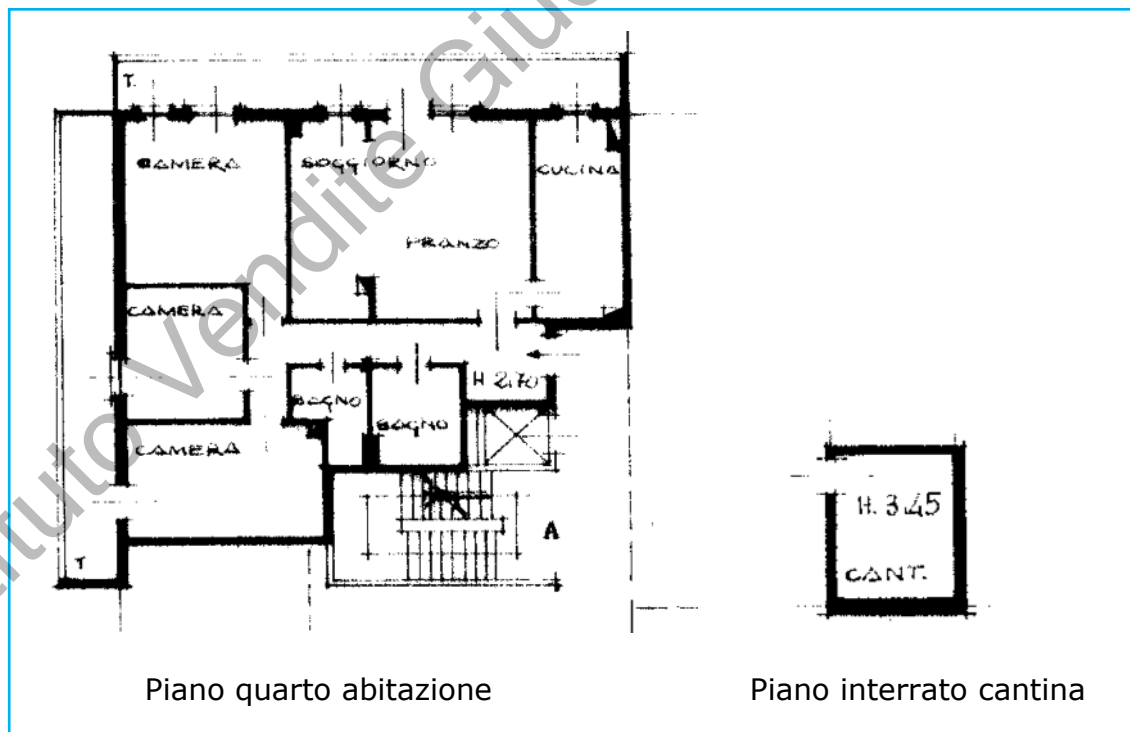 T.
CAMERA
SOGGIORNO
CUCINA
PRANZO
CAMERA
H 2.70
BAGNO
BAGNO
CAMERA
A
T
H. 3.45
CANT.
Piano quarto abitazione
Piano interrato cantina
Vendite